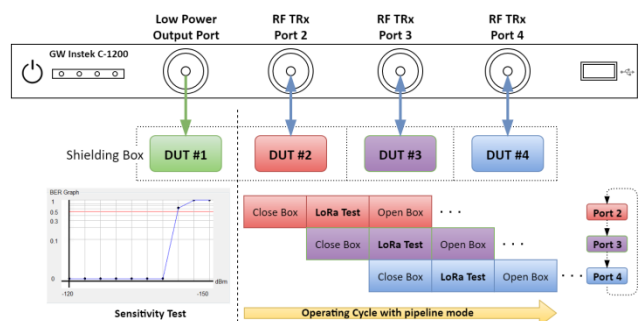 Low Power
Output Port
RF TRx
Port 2
RF TRx
Port 3
RF TRx
Port 4
GW Instek C-1200
Shielding Box
DUT #1
DUT #2
DUT #3
DUT #4
BER Graph
1
0.5
0.3
0.1
0
dBm
-120
-150
Sensitivity Test
Close Box
LoRa Test
Open Box
. . .
Close Box
LoRa Test
Open Box
. . .
Close Box
LoRa Test
Open Box
. . .
Port 2
Port 3
Port 4
Operating Cycle with pipeline mode